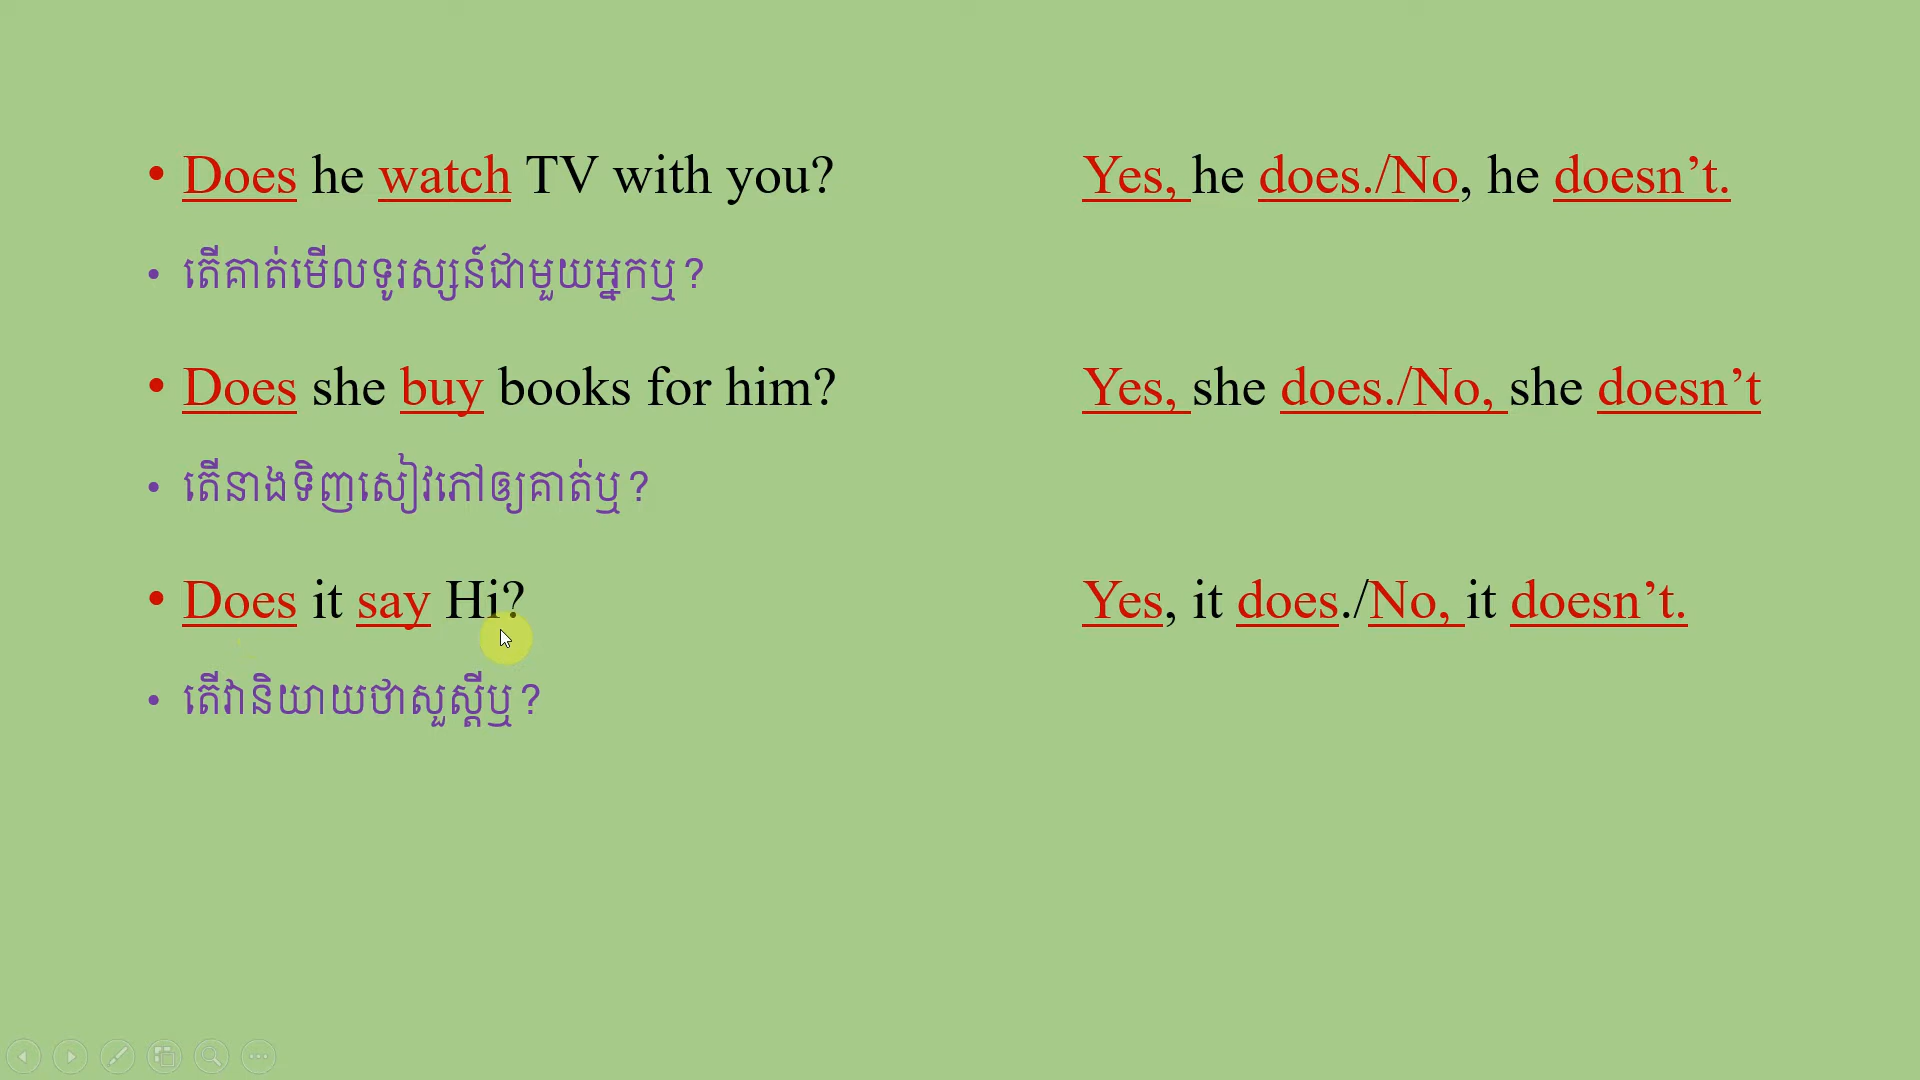 • Does he watch TV with you? Yes, he does./No, he doesn’t.
• តើគាត់មើលទូរស្សន៍ជាមួយអ្នកឬ?
• Does she buy books for him? Yes, she does./No, she doesn’t
• តើនាងទិញសៀវភៅឲ្យគាត់ឬ?
• Does it say Hi? Yes, it does./No, it doesn’t.
• តើវានិយាយថាសួស្ដីឬ?